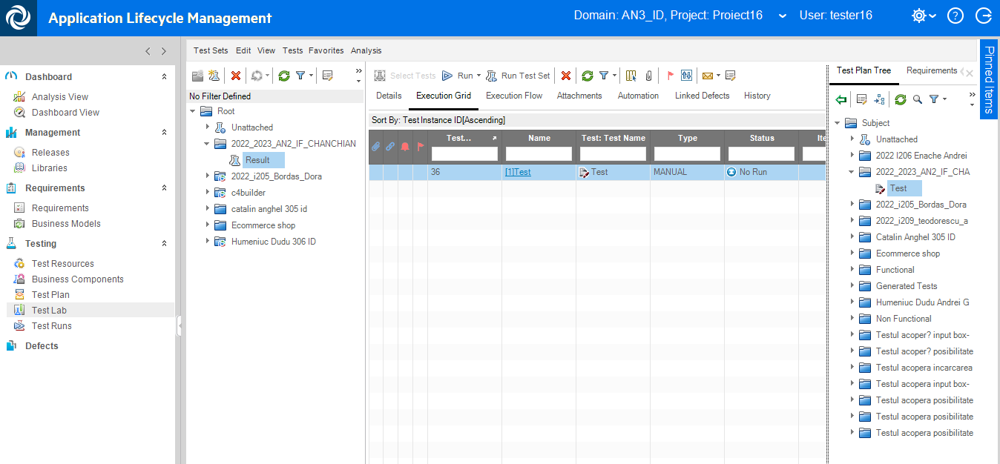 Application Lifecycle Management
Domain: AN3_ID, Project: Proiect16
User: tester16
Dashboard
Analysis View
Dashboard View
Management
Releases
Libraries
Requirements
Requirements
Business Models
Testing
Test Resources
Business Components
Test Plan
Test Lab
Test Runs
Defects
Test Sets Edit View Tests Favorites Analysis
No Filter Defined
Root
Unattached
2022_2023_AN2_IF_CHANCHIAN
Result
2022_i205_Bordas_Dora
c4builder
catalin anghel 305 id
Ecommerce shop
Humeniuc Dudu 306 ID
Select Tests Run Run Test Set
Details Execution Grid Execution Flow Attachments Automation Linked Defects History
Sort By: Test Instance ID[Ascending]
Test... Name Test: Test Name Type Status Ite
36 [1]Test Test MANUAL No Run
Test Plan Tree Requirements
Subject
Unattached
2022 I206 Enache Andrei
2022_2023_AN2_IF_CHA
Test
2022_i205_Bordas_Dora
2022_i209_teodorescu_a
Catalin Anghel 305 ID
Ecommerce shop
Functional
Generated Tests
Humeniuc Dudu Andrei G
Non Functional
Testul acoper? input box-
Testul acoper? posibilitate
Testul acopera incarcarea
Testul acopera input box-
Testul acopera posibilitate
Testul acopera posibilitate
Testul acopera posibilitate
Pinned Items